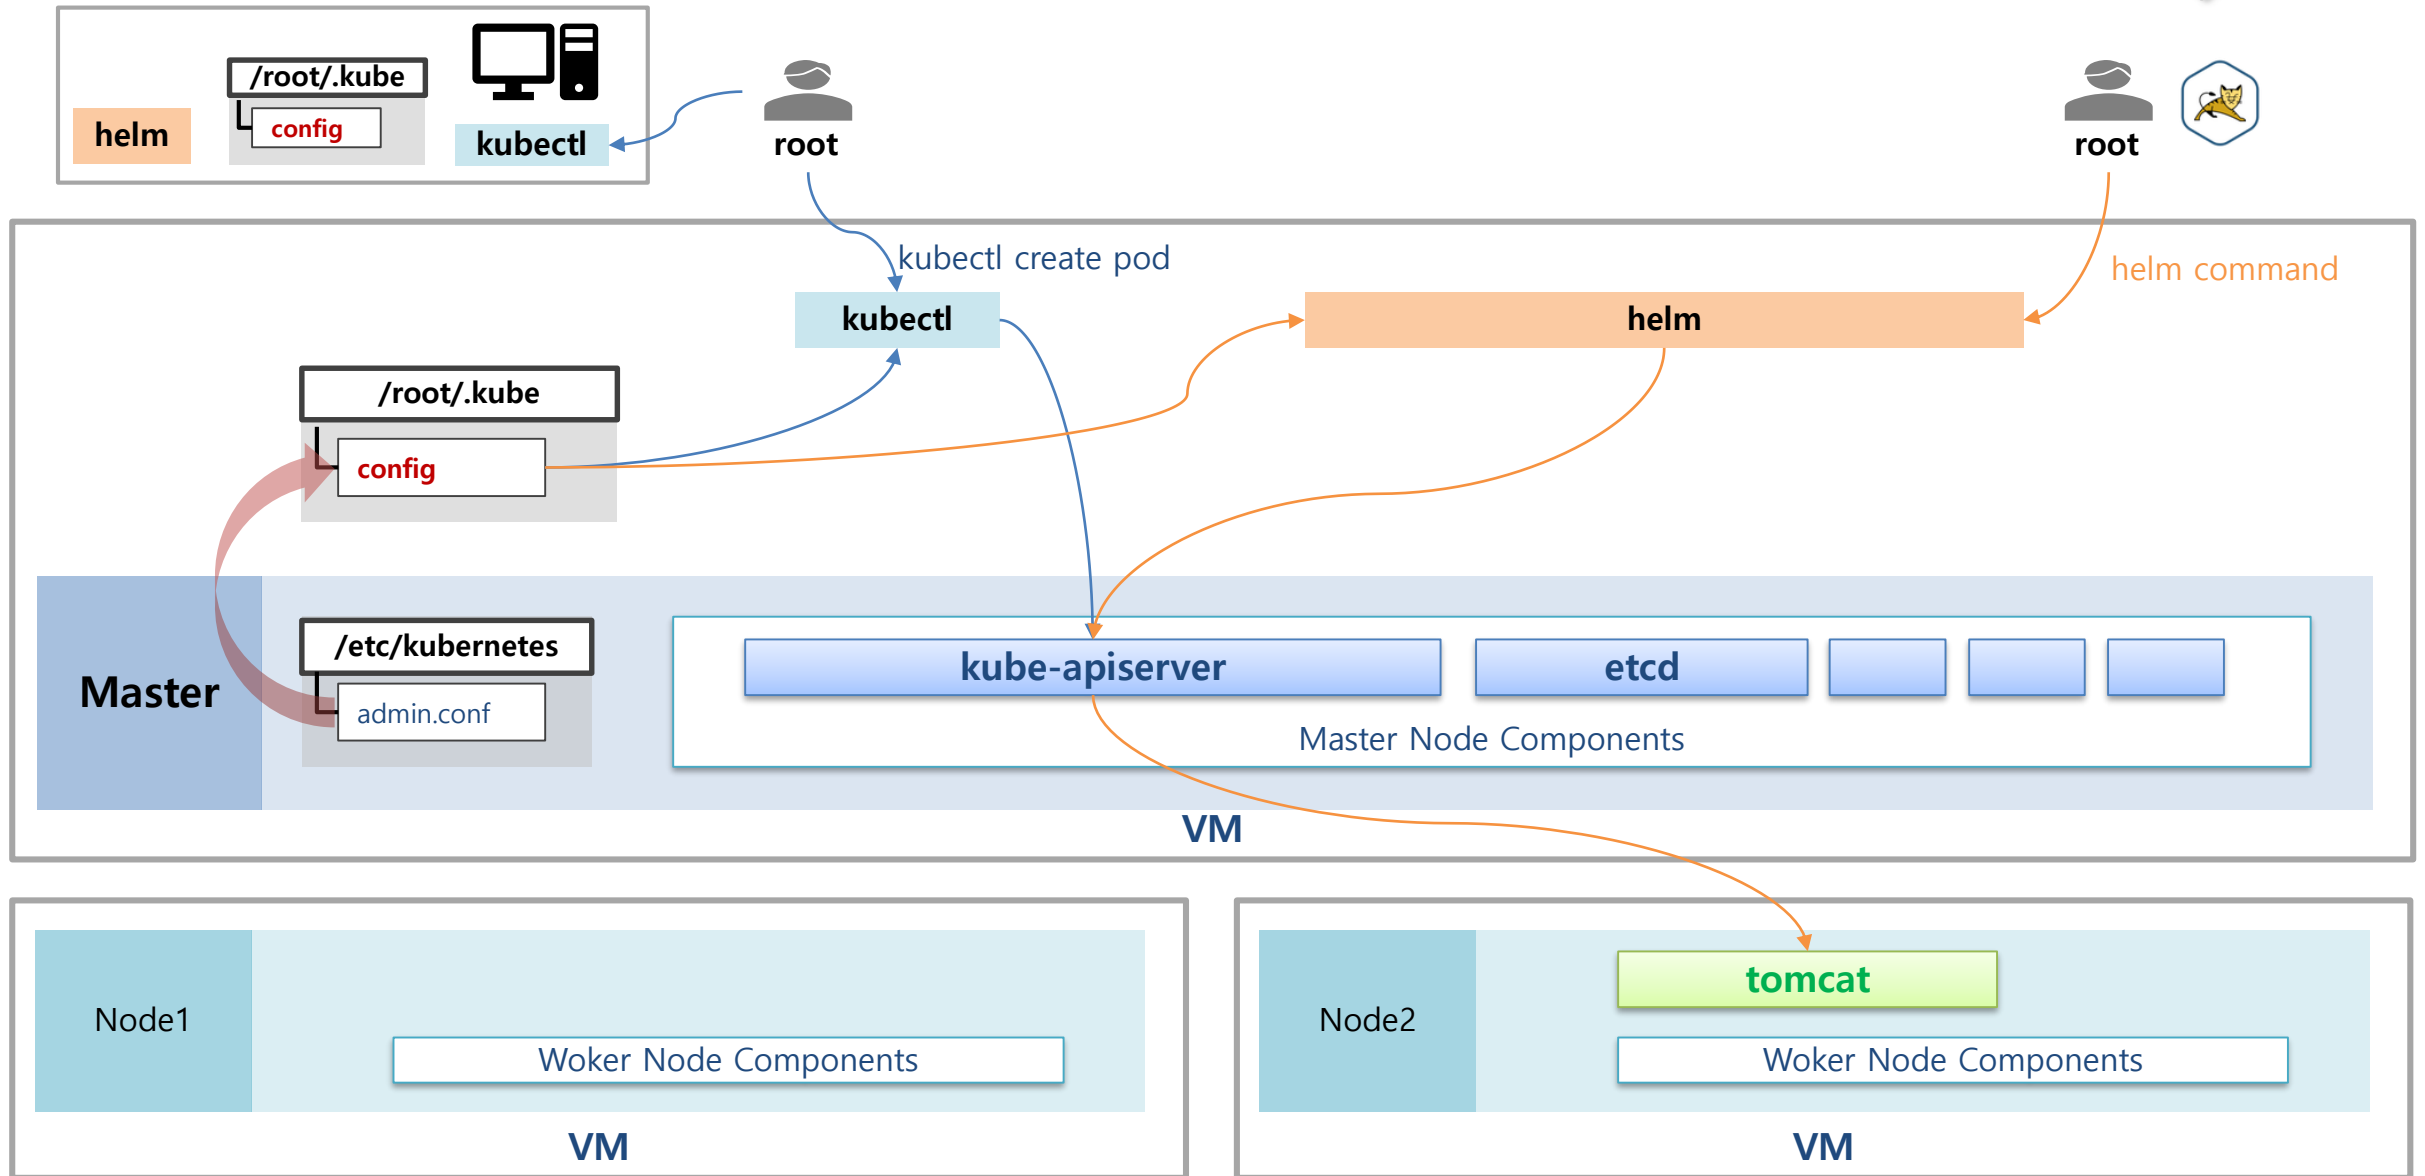 /root/.kube
helm
config
kubectl
root
root
kubectl create pod
helm command
kubectl
helm
/root/.kube
config
Master
/etc/kubernetes
admin.conf
kube-apiserver
etcd
Master Node Components
VM
Node1
Woker Node Components
VM
Node2
tomcat
Woker Node Components
VM